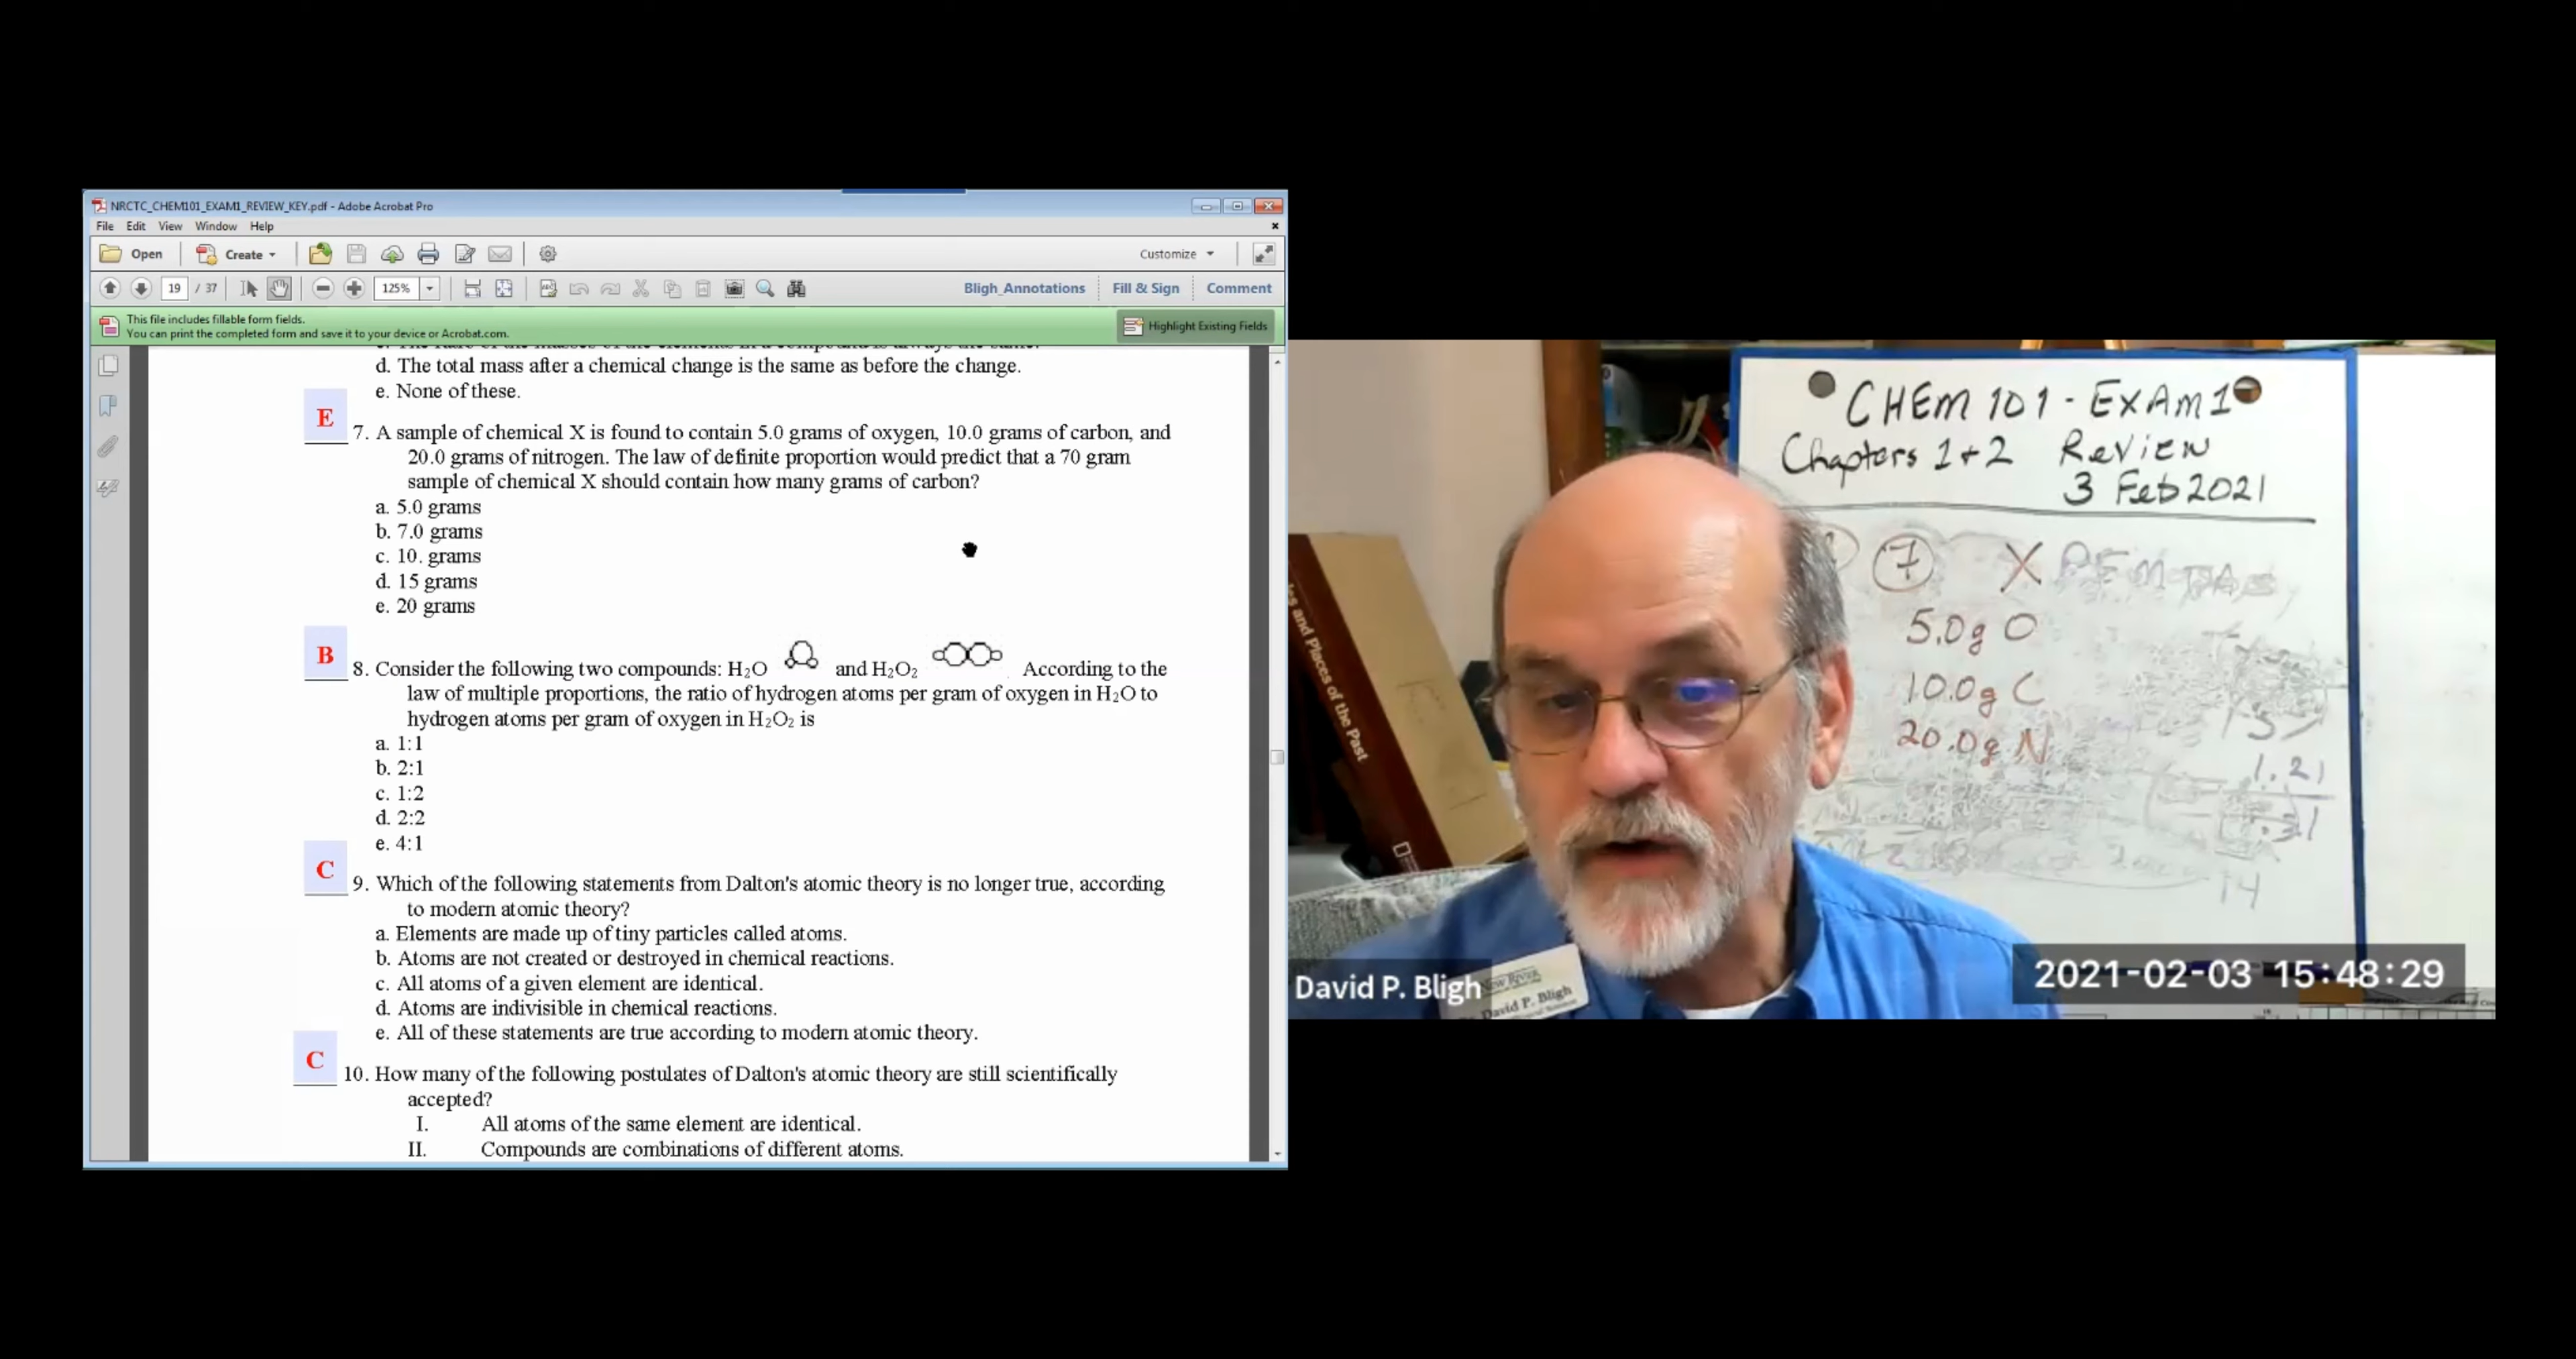 NRCTC_CHEM101_EXAM1_REVIEW_KEY.pdf - Adobe Acrobat Pro
File Edit View Window Help
Open Create Customize
19 / 37 125% Bligh_Annotations Fill & Sign Comment
This file includes fillable form fields.
You can print the completed form and save it to your device or Acrobat.com.
Highlight Existing Fields
d. The total mass after a chemical change is the same as before the change.
e. None of these.
E
7. A sample of chemical X is found to contain 5.0 grams of oxygen, 10.0 grams of carbon, and
20.0 grams of nitrogen. The law of definite proportion would predict that a 70 gram
sample of chemical X should contain how many grams of carbon?
a. 5.0 grams
b. 7.0 grams
c. 10. grams
d. 15 grams
e. 20 grams
B
8. Consider the following two compounds: H₂O and H₂O₂ According to the
law of multiple proportions, the ratio of hydrogen atoms per gram of oxygen in H₂O to
hydrogen atoms per gram of oxygen in H₂O₂ is
a. 1:1
b. 2:1
c. 1:2
d. 2:2
e. 4:1
C
9. Which of the following statements from Dalton's atomic theory is no longer true, according
to modern atomic theory?
a. Elements are made up of tiny particles called atoms.
b. Atoms are not created or destroyed in chemical reactions.
c. All atoms of a given element are identical.
d. Atoms are indivisible in chemical reactions.
e. All of these statements are true according to modern atomic theory.
C
10. How many of the following postulates of Dalton's atomic theory are still scientifically
accepted?
I. All atoms of the same element are identical.
II. Compounds are combinations of different atoms.
CHEM 101 - EXAM 1
Chapters 1 + 2 Review
3 Feb 2021
7 X
5.0g O
10.0g C
20.0g N
1.21
14
and Places of the Past
New River
David P. Bligh
David P. Bligh
2021-02-03 15:48:29